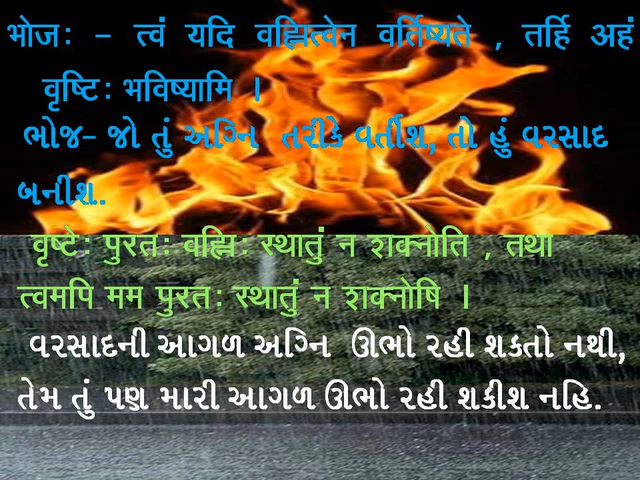 भोजः – त्वं यदि वह्नित्वेन वर्तिष्यते , तर्हि अहं
वृष्टिः भविष्यामि ।
ભોજ– જો તું અગ્નિ તરીકે વર્તીશ, તો હું વરસાદ
બનીશ.
वृष्टेः पुरतः वह्निः स्थातुं न शक्नोति , तथा
त्वमपि मम पुरतः स्थातुं न शक्नोषि ।
વરસાદની આગળ અગ્નિ ઊભો રહી શકતો નથી,
તેમ તું પણ મારી આગળ ઊભો રહી શકીશ નહિ.